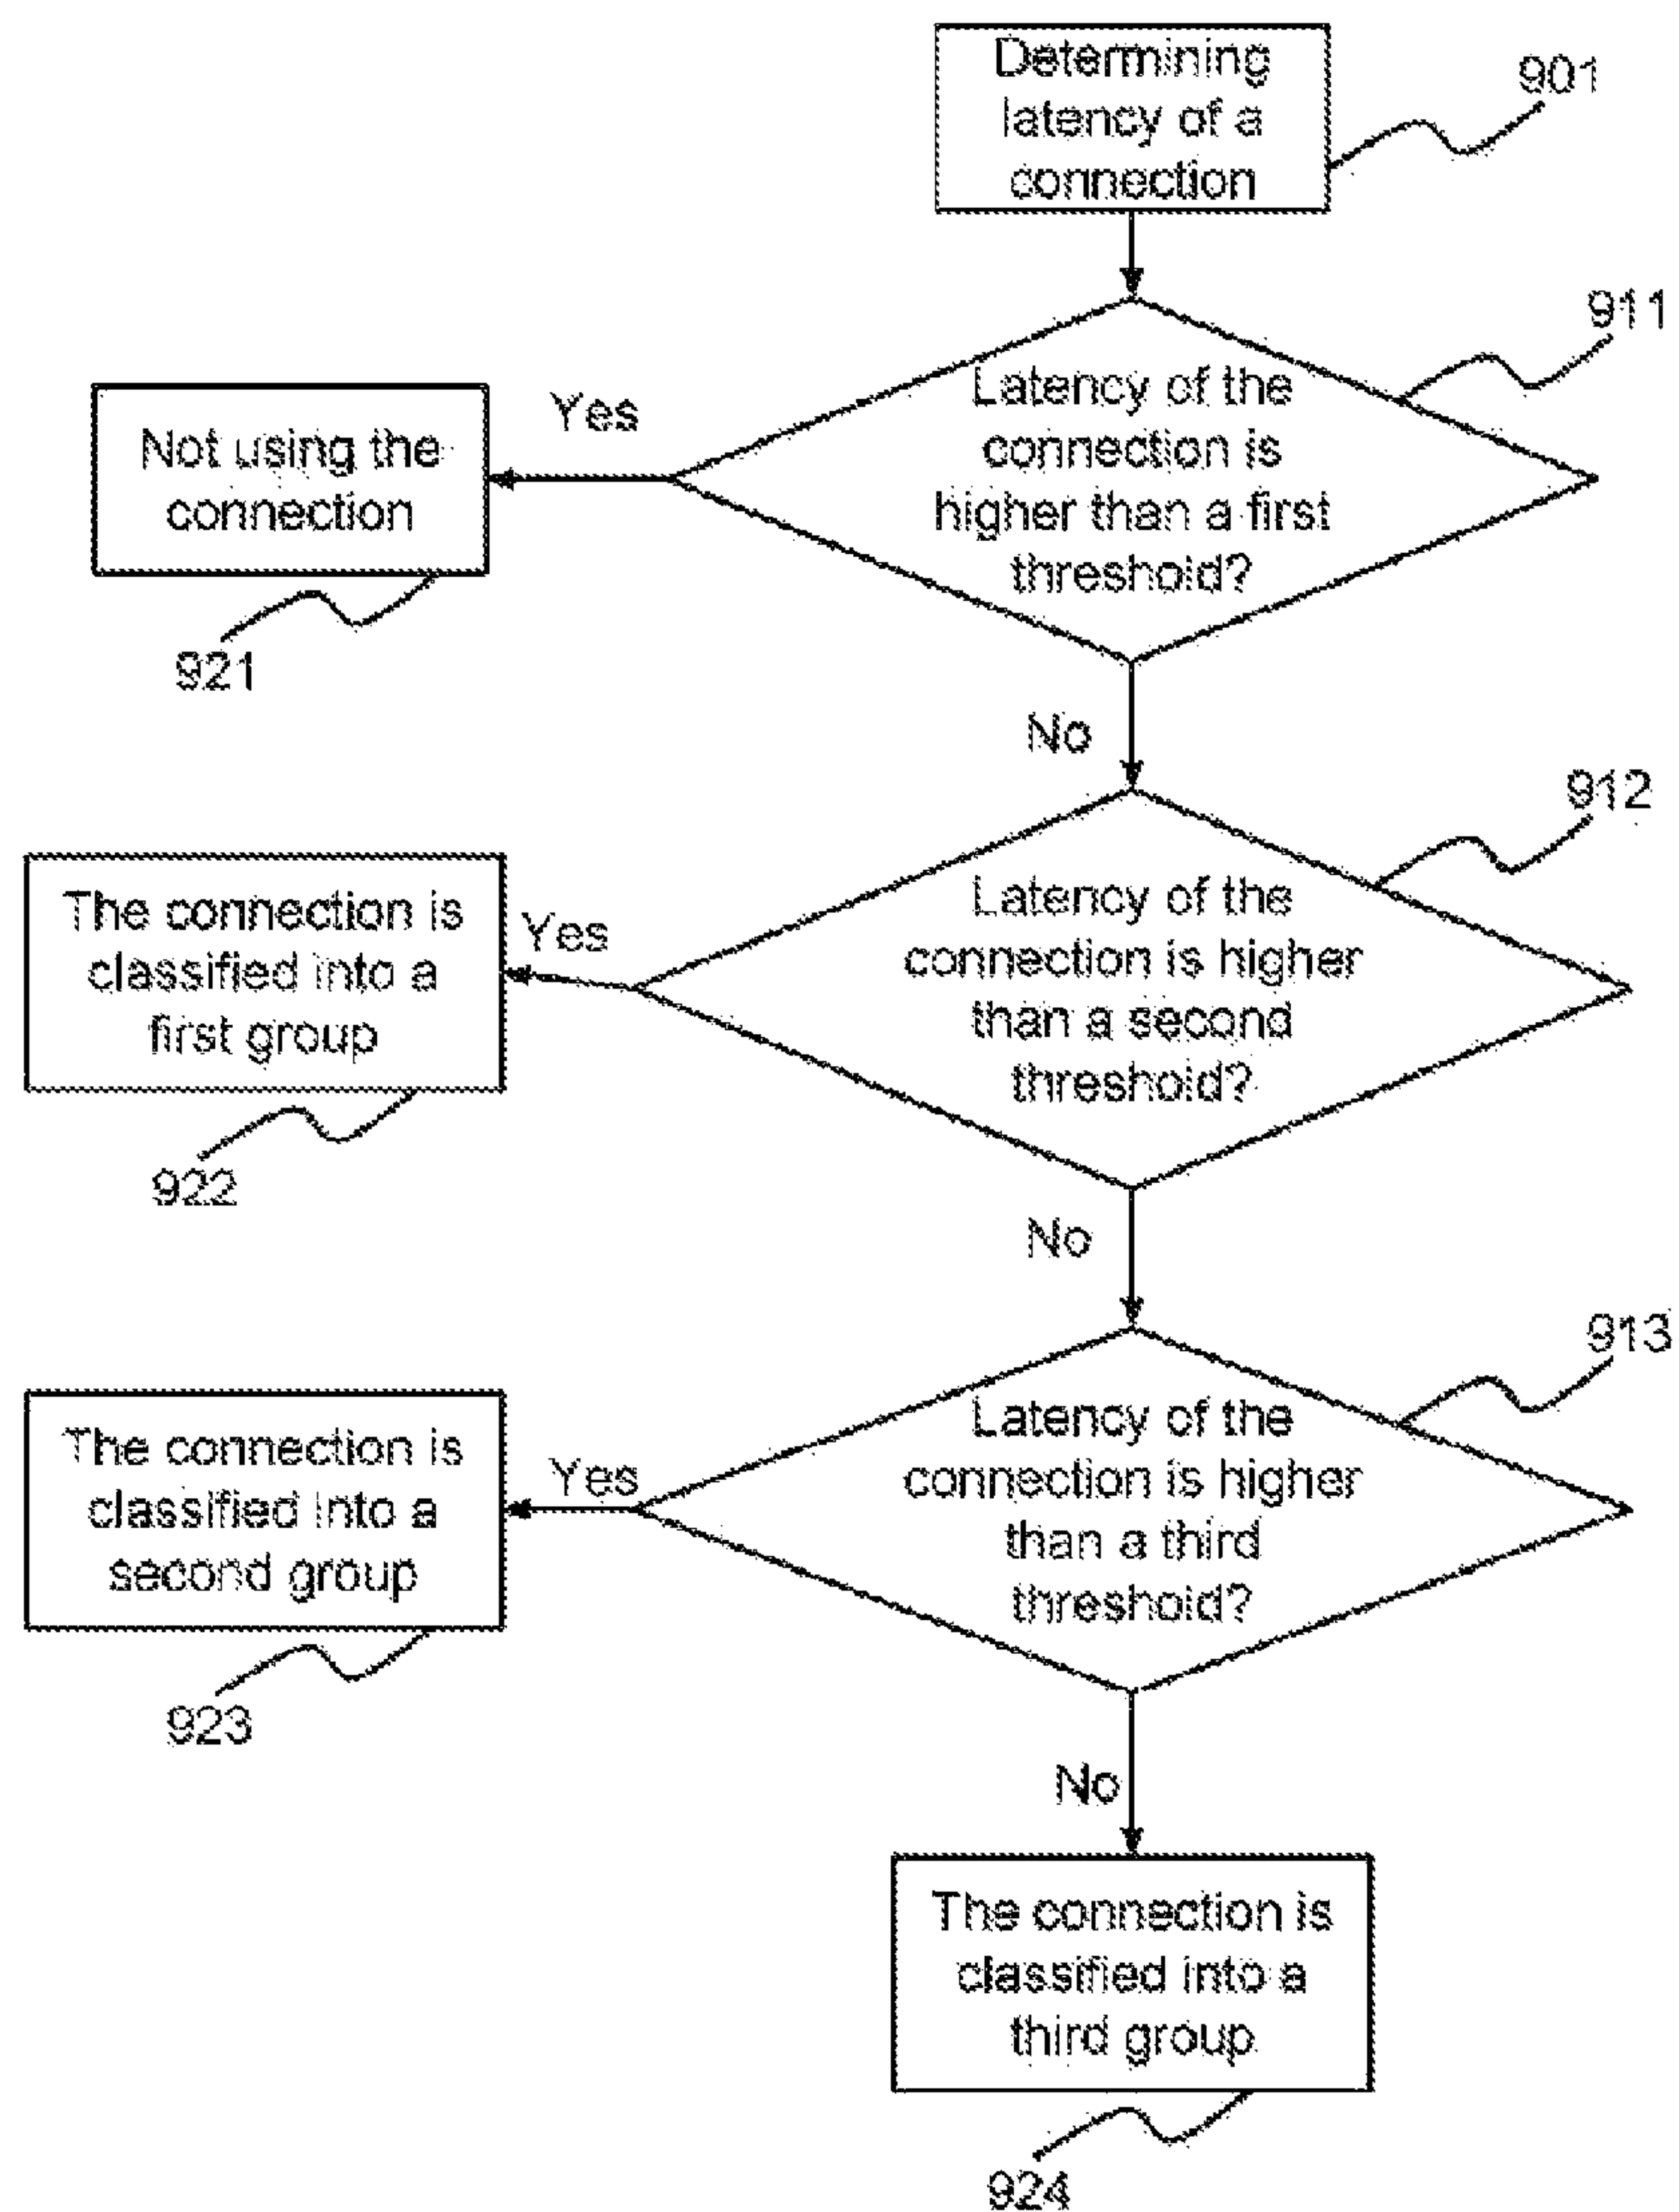 Determining
latency of a
connection
901
911
Latency of the
connection is
higher than a first
threshold?
Yes
Not using the
connection
921
No
912
Latency of the
connection is higher
than a second
threshold?
Yes
The connection is
classified into a
first group
922
No
913
Latency of the
connection is higher
than a third
threshold?
Yes
The connection is
classified into a
second group
923
No
The connection is
classified into a
third group
924